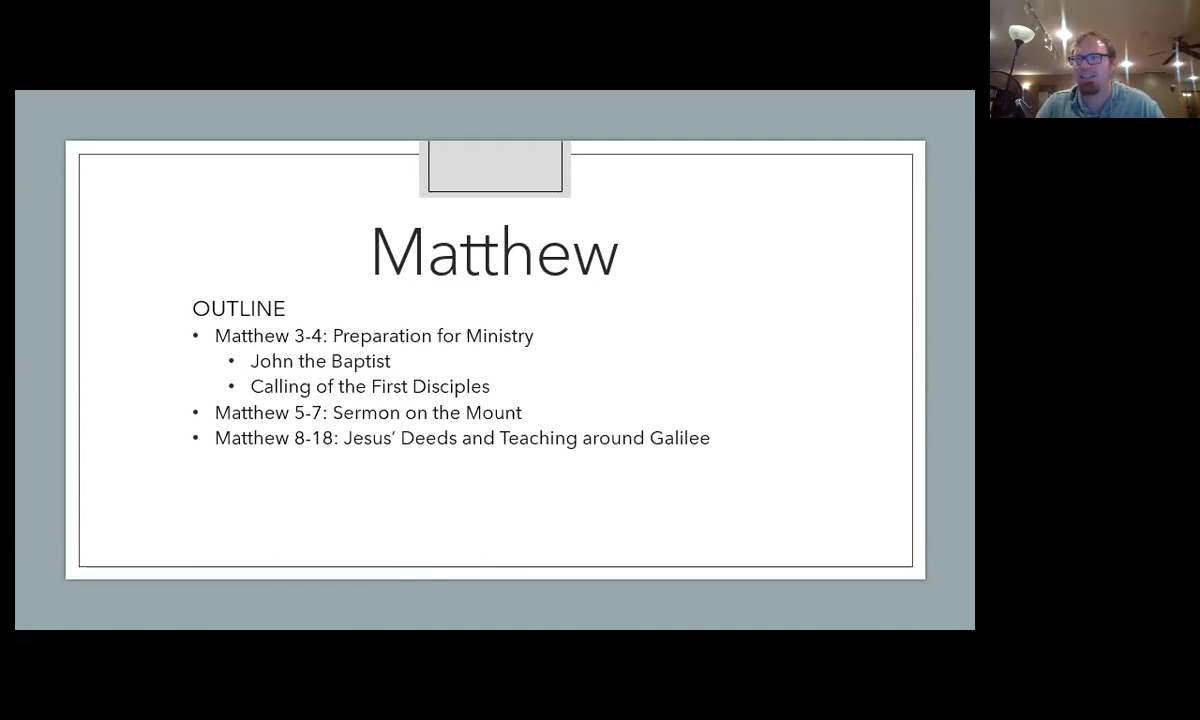 Matthew
OUTLINE
• Matthew 3-4: Preparation for Ministry
• John the Baptist
• Calling of the First Disciples
• Matthew 5-7: Sermon on the Mount
• Matthew 8-18: Jesus’ Deeds and Teaching around Galilee